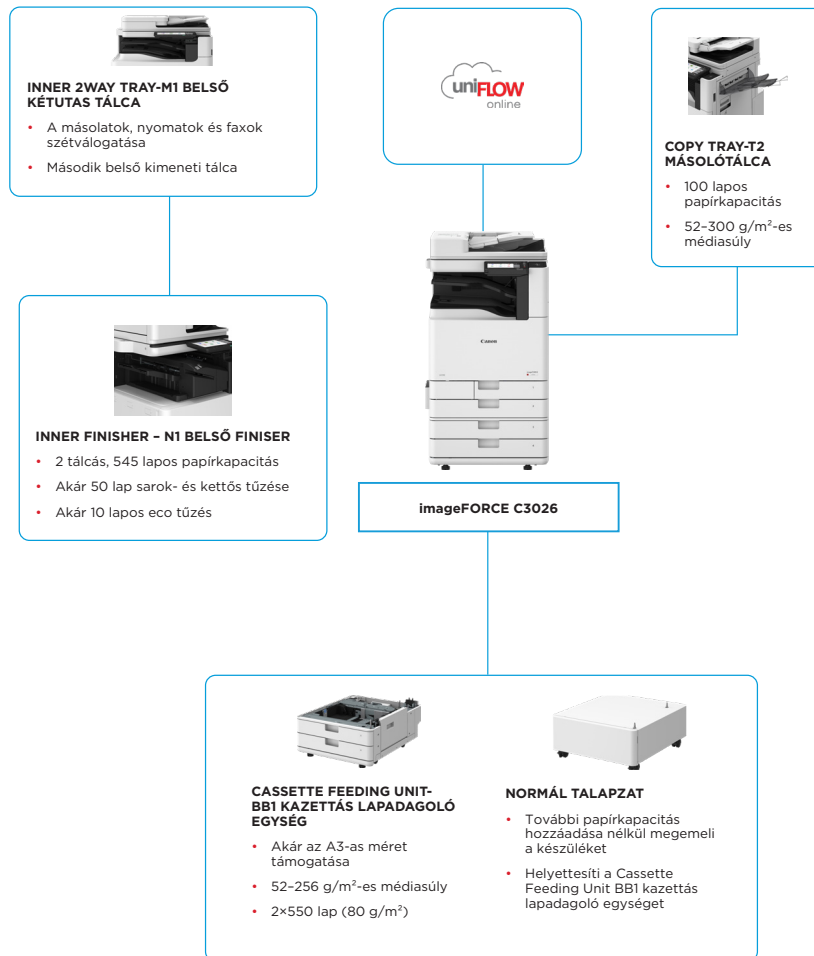 INNER 2WAY TRAY-M1 BELSŐ
KÉTUTAS TÁLCA
• A másolatok, nyomatok és faxok
szétválogatása
• Második belső kimeneti tálca
uniFLOW
online
COPY TRAY-T2
MÁSOLÓTÁLCA
• 100 lapos
papírkapacitás
• 52–300 g/m²-es
médiasúly
INNER FINISHER – N1 BELSŐ FINISER
• 2 tálcás, 545 lapos papírkapacitás
• Akár 50 lap sarok- és kettős tűzése
• Akár 10 lapos eco tűzés
Canon
imageFORCE C3026
CASSETTE FEEDING UNIT-
BB1 KAZETTÁS LAPADAGOLÓ
EGYSÉG
• Akár az A3-as méret
támogatása
• 52–256 g/m²-es médiasúly
• 2×550 lap (80 g/m²)
NORMÁL TALAPZAT
• További papírkapacitás
hozzáadása nélkül megemeli
a készüléket
• Helyettesíti a Cassette
Feeding Unit BB1 kazettás
lapadagoló egységet